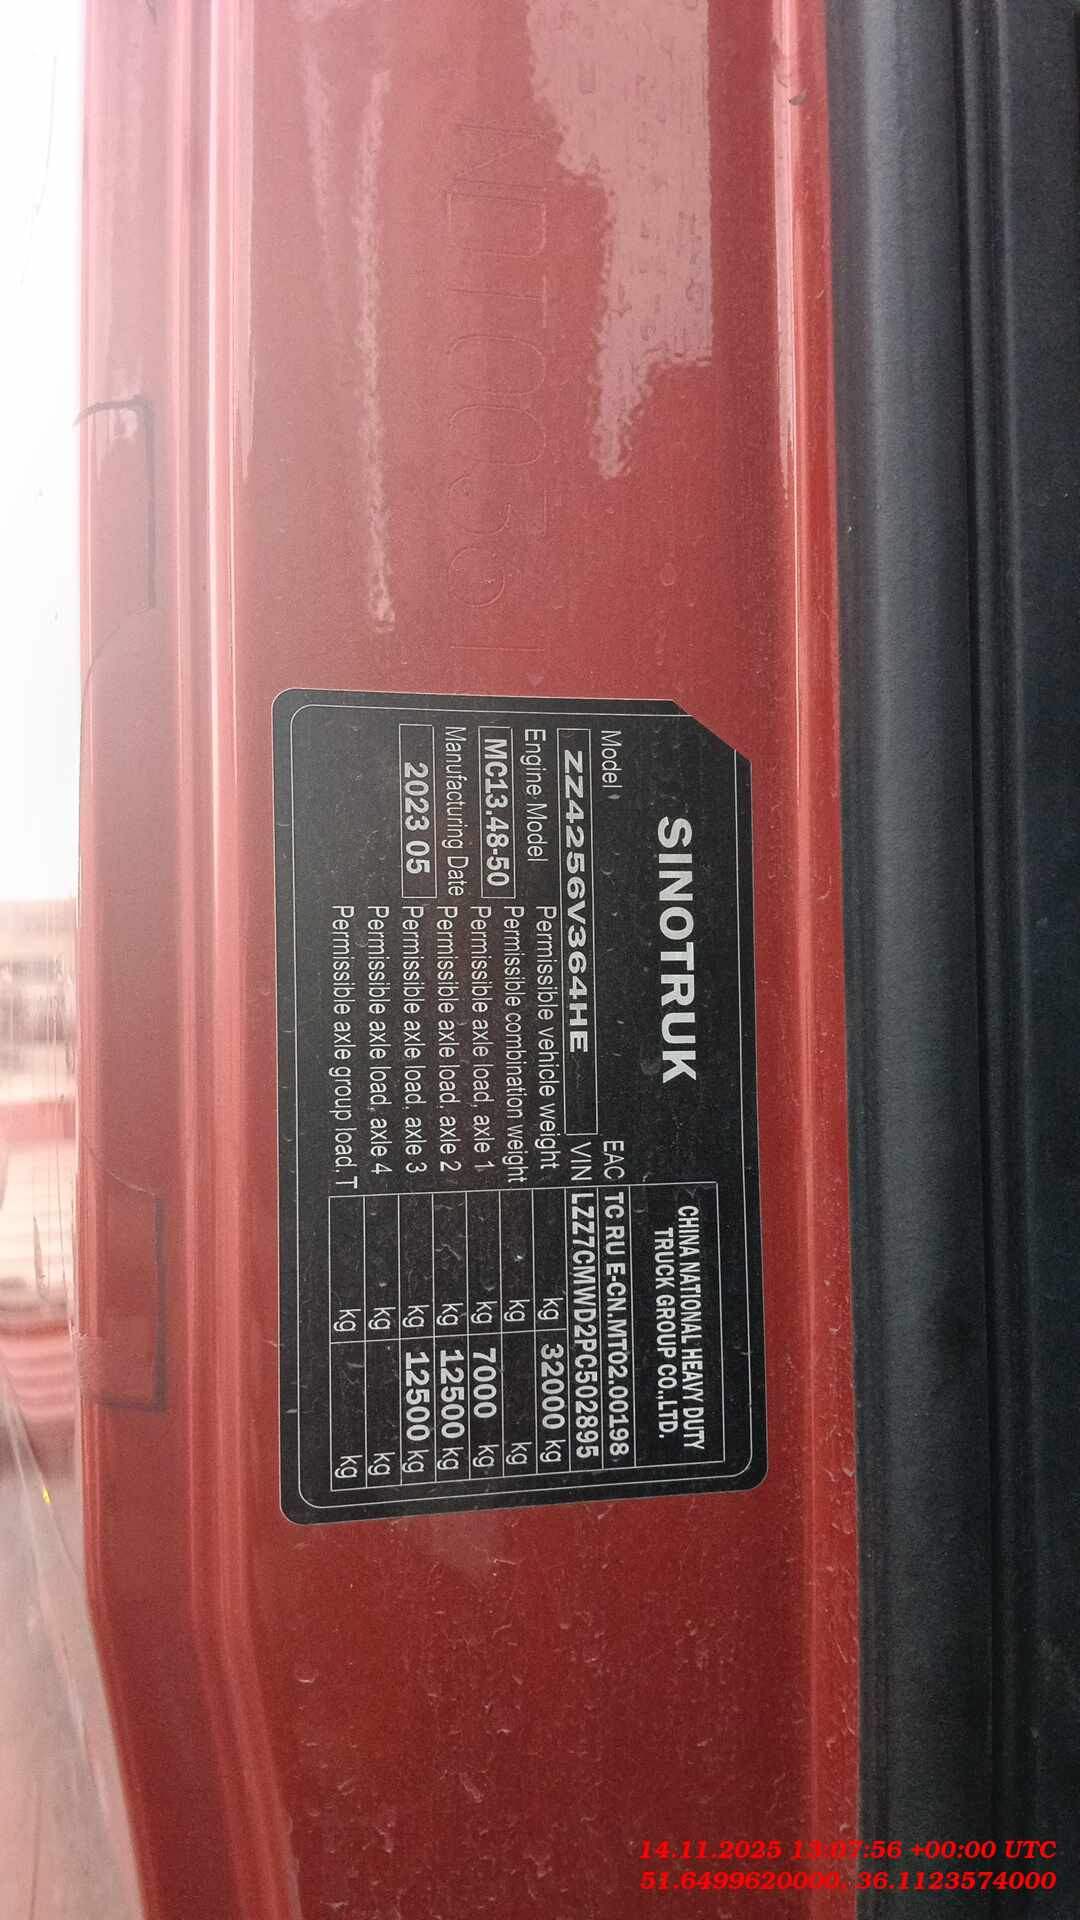 SINOTRUK
CHINA NATIONAL HEAVY DUTY
TRUCK GROUP CO.,LTD.
Model
EAC TC RU E-CN.MT02.00198
ZZ4256V364HE
VIN LZZ7CMWD2PC502895
Engine Model
Permissible vehicle weight kg 32000 kg
MC13.48-50
Permissible combination weight kg kg
Manufacturing Date
Permissible axle load, axle 1 kg 7000 kg
2023 05
Permissible axle load, axle 2 kg 12500 kg
Permissible axle load, axle 3 kg 12500 kg
Permissible axle load, axle 4 kg kg
Permissible axle group load, T kg kg
14.11.2025 13:07:56 +00:00 UTC
51.6499620000, 36.1123574000